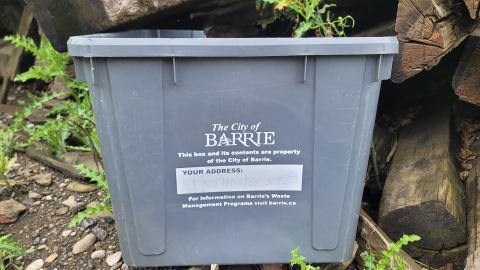 The City of
BARRIE
This box and its contents are property
of the City of Barrie.
YOUR ADDRESS:
For information on Barrie's Waste
Management Programs visit barrie.ca